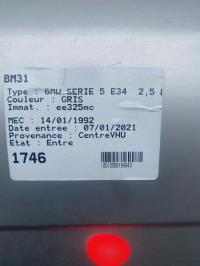 BM31
Type : BMW SERIE 5 E34 2,5
Couleur : GRIS
Immat. : ee325mc
MEC : 14/01/1992
Date entree : 07/01/2021
Provenance : CentreVHU
Etat : Entre
1746